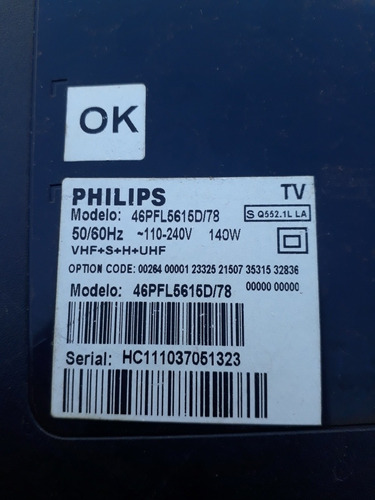 OK
PHILIPS TV
Modelo: 46PFL5615D/78 S Q552.1L LA
50/60Hz ~110-240V 140W
VHF+S+H+UHF
OPTION CODE: 00264 00001 23325 21507 35315 32836
Modelo: 46PFL5615D/78 00000 00000
Serial: HC111037051323